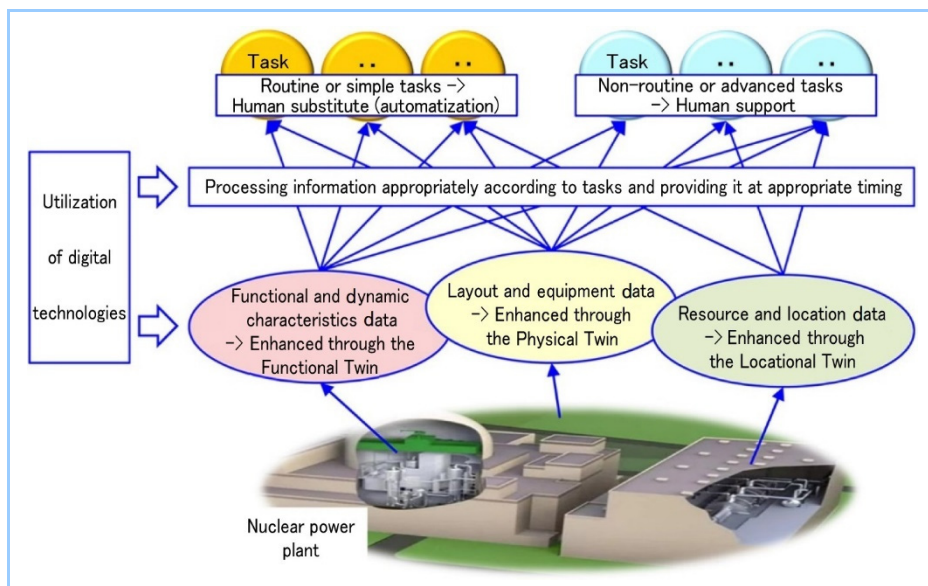 Task
‥
‥
Routine or simple tasks ->
Human substitute (automatization)
Task
‥
‥
Non-routine or advanced tasks
-> Human support
Utilization
of digital
technologies
Processing information appropriately according to tasks and providing it at appropriate timing
Functional and dynamic
characteristics data
-> Enhanced through the
Functional Twin
Layout and equipment data
-> Enhanced through
the Physical Twin
Resource and location data
-> Enhanced through
the Locational Twin
Nuclear power
plant